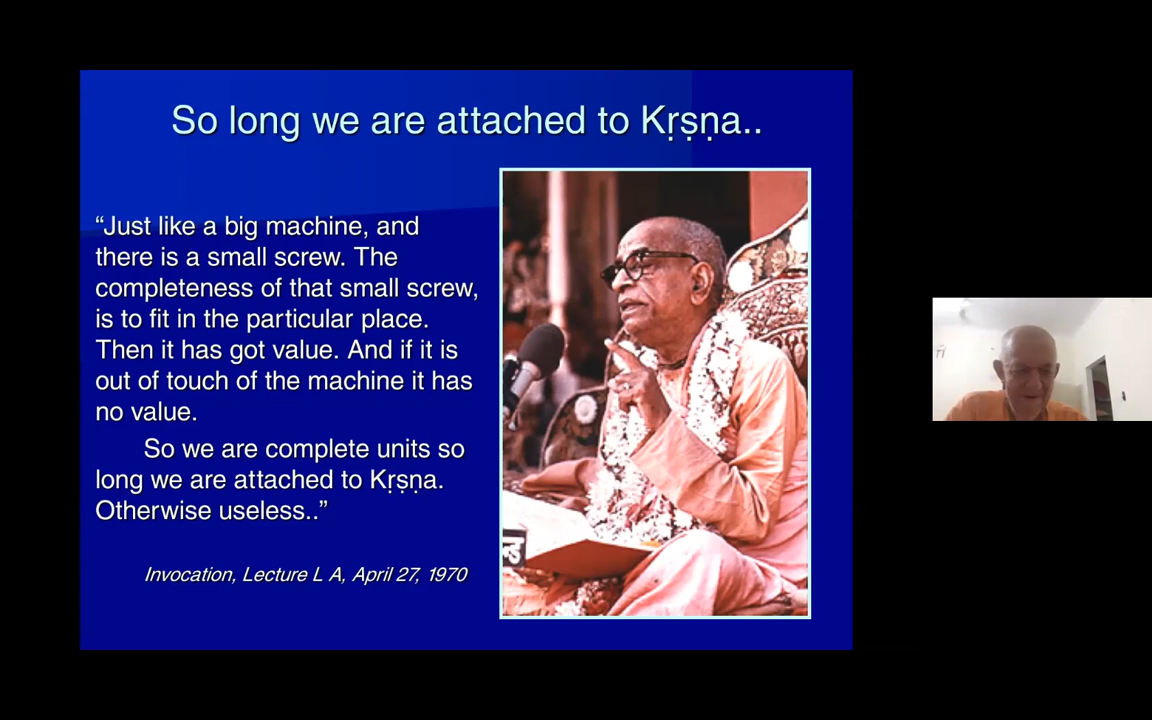 So long we are attached to Kṛṣṇa..
“Just like a big machine, and
there is a small screw. The
completeness of that small screw,
is to fit in the particular place.
Then it has got value. And if it is
out of touch of the machine it has
no value.
So we are complete units so
long we are attached to Kṛṣṇa.
Otherwise useless..”
Invocation, Lecture L A, April 27, 1970